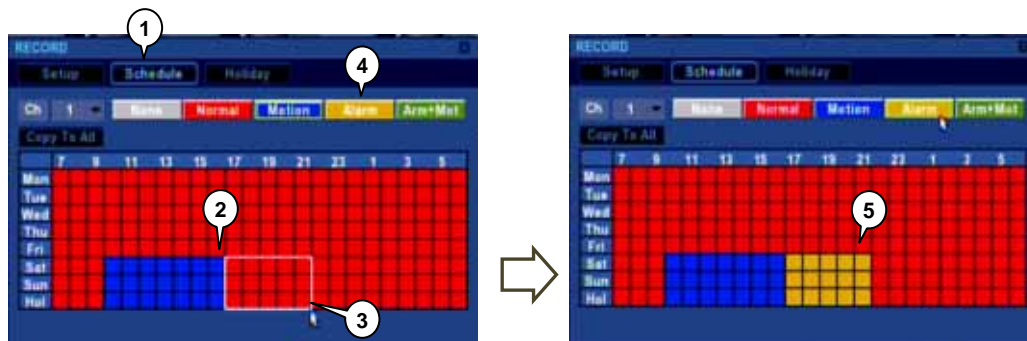 1
RECORD
Setup Schedule Holiday
4
Ch 1 None Normal Motion Alarm Arm+Mot
Copy To All
7 9 11 13 15 17 19 21 23 1 3 5
Mon
Tue
Wed
Thu
2
Fri
Sat
Sun
Hol
3
RECORD
Setup Schedule Holiday
Ch 1 None Normal Motion Alarm Arm+Mot
Copy To All
7 9 11 13 15 17 19 21 23 1 3 5
Mon
Tue
Wed
Thu
5
Fri
Sat
Sun
Hol